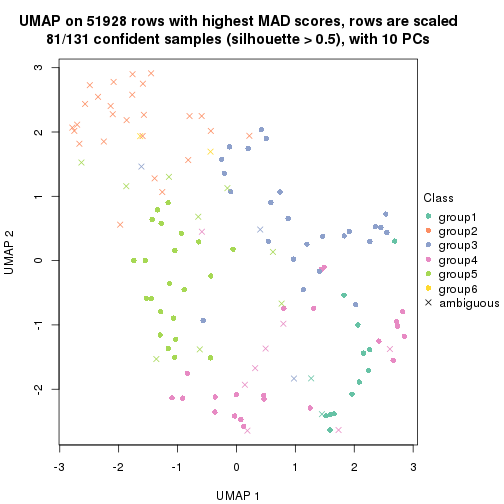 UMAP on 51928 rows with highest MAD scores, rows are scaled
81/131 confident samples (silhouette > 0.5), with 10 PCs
3
2
1
0
-1
-2
UMAP 2
-3 -2 -1 0 1 2 3
UMAP 1
Class
group1
group2
group3
group4
group5
group6
ambiguous